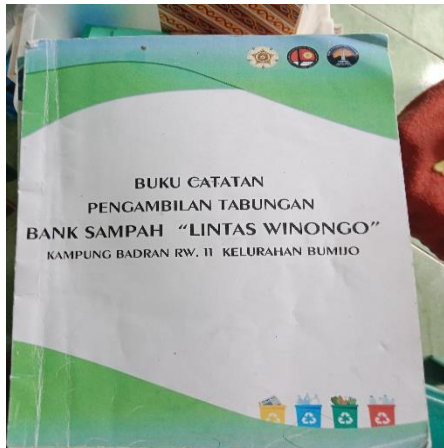 BUKU CATATAN
PENGAMBILAN TABUNGAN
BANK SAMPAH "LINTAS WINONGO"
KAMPUNG BADRAN RW. 11 KELURAHAN BUMIJO